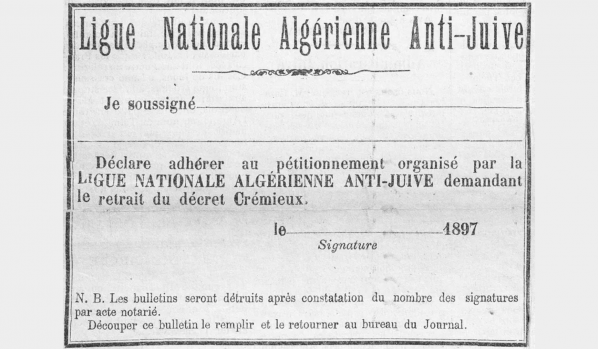 Ligue Nationale Algérienne Anti-Juive
Je soussigné
Déclare adhérer au pétitionnement organisé par la
LIGUE NATIONALE ALGÉRIENNE ANTI-JUIVE demandant
le retrait du décret Crémieux.
le 1897
Signature
N. B. Les bulletins seront détruits après constatation du nombre des signatures
par acte notarié.
Découper ce bulletin le remplir et le retourner au bureau du Journal.